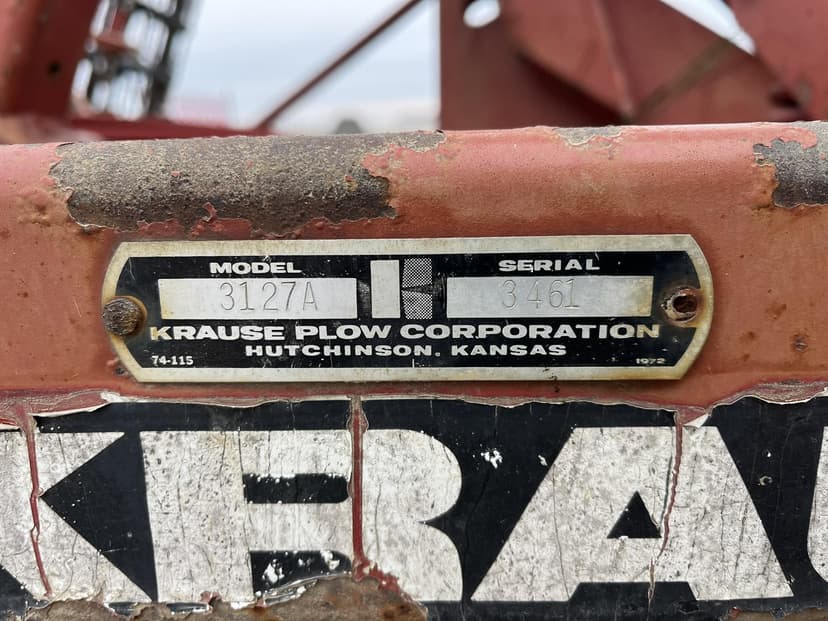 MODEL SERIAL
3127A 3461
KRAUSE PLOW CORPORATION
HUTCHINSON, KANSAS
74-115 1972
KRAU